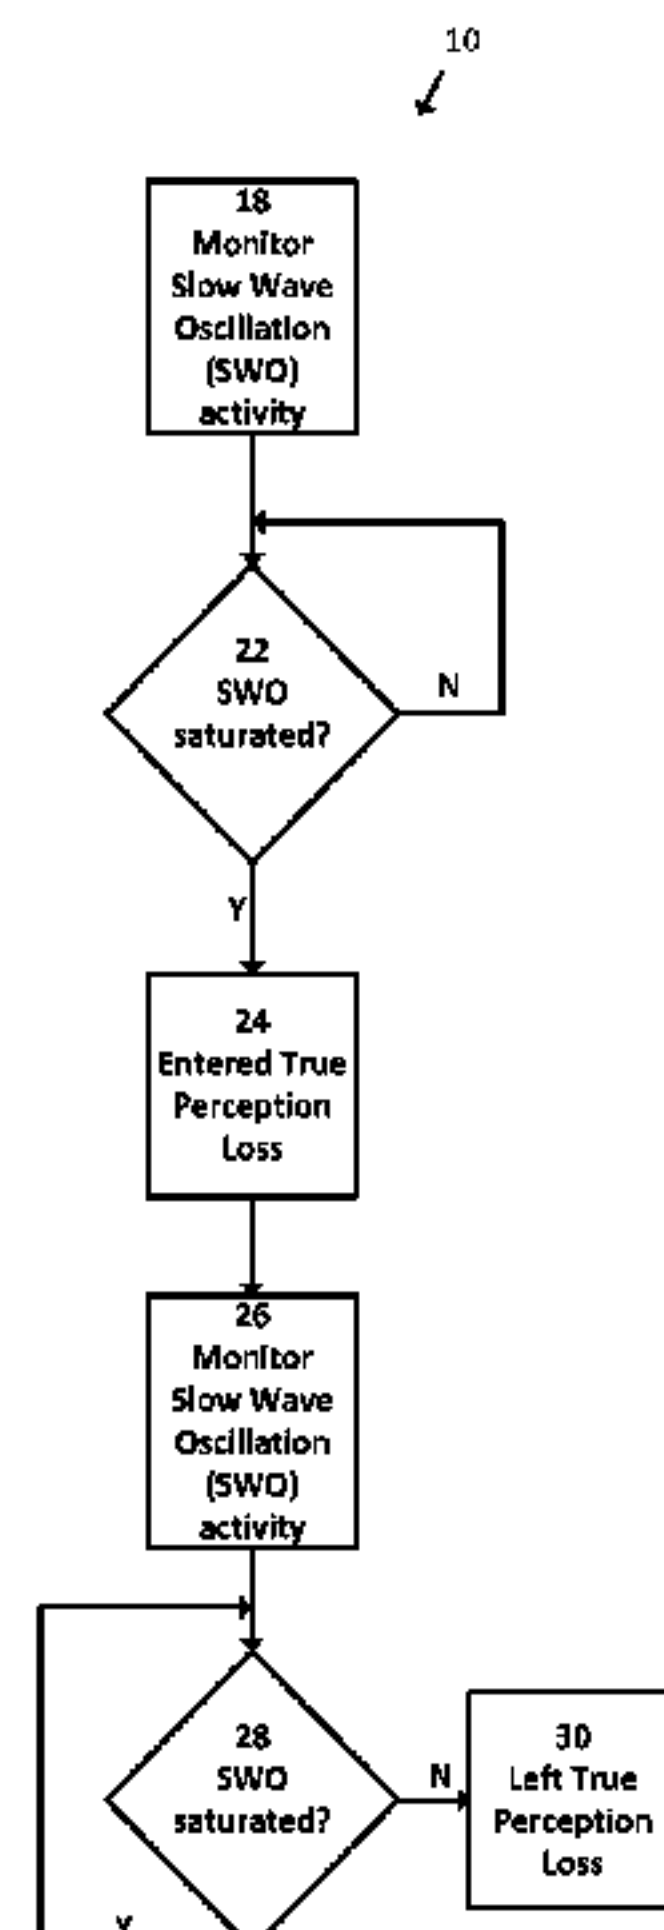 10
18
Monitor
Slow Wave
Oscillation
(SWO)
activity
22
SWO
saturated?
N
Y
24
Entered True
Perception
Loss
26
Monitor
Slow Wave
Oscillation
(SWO)
activity
28
SWO
saturated?
N
30
Left True
Perception
Loss
Y